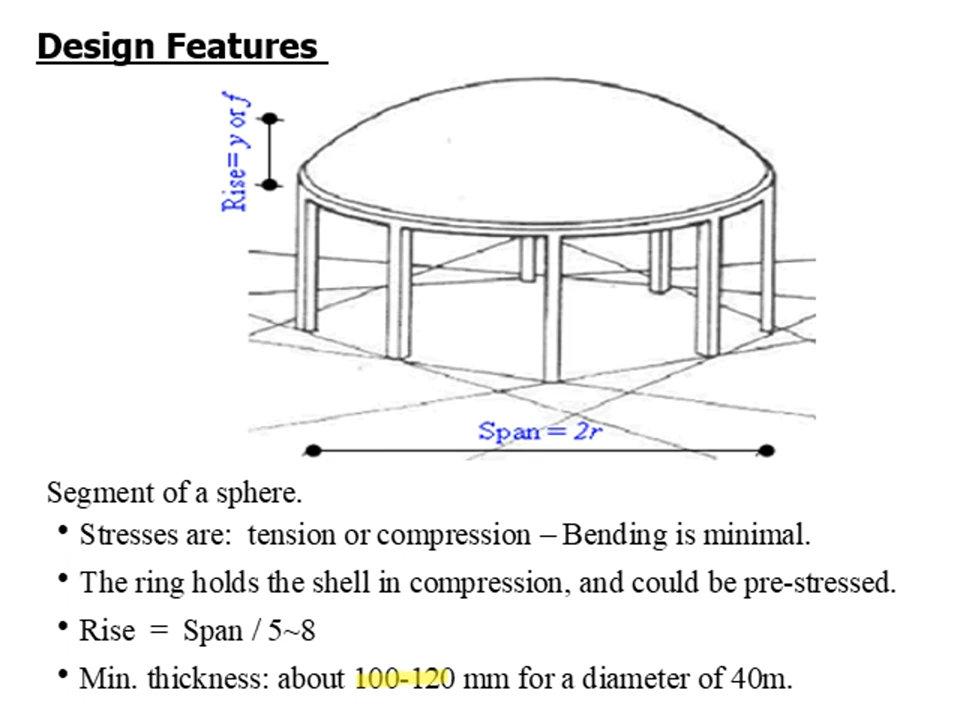 Design Features
Rise= y or f
Span = 2r
Segment of a sphere.
• Stresses are: tension or compression – Bending is minimal.
• The ring holds the shell in compression, and could be pre-stressed.
• Rise = Span / 5~8
• Min. thickness: about 100-120 mm for a diameter of 40m.